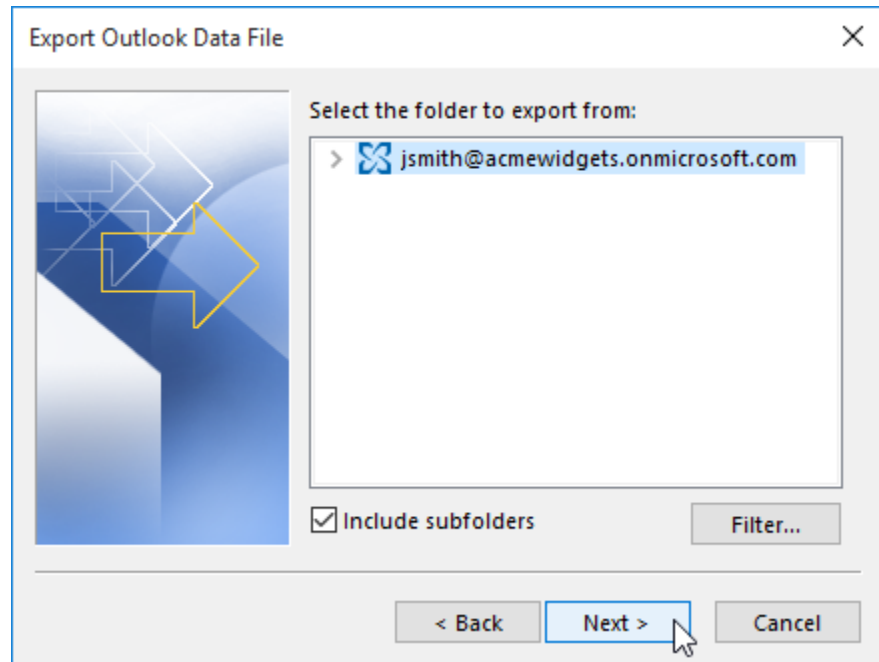 Export Outlook Data File
Select the folder to export from:
jsmith@acmewidgets.onmicrosoft.com
Include subfolders
Filter...
< Back
Next >
Cancel